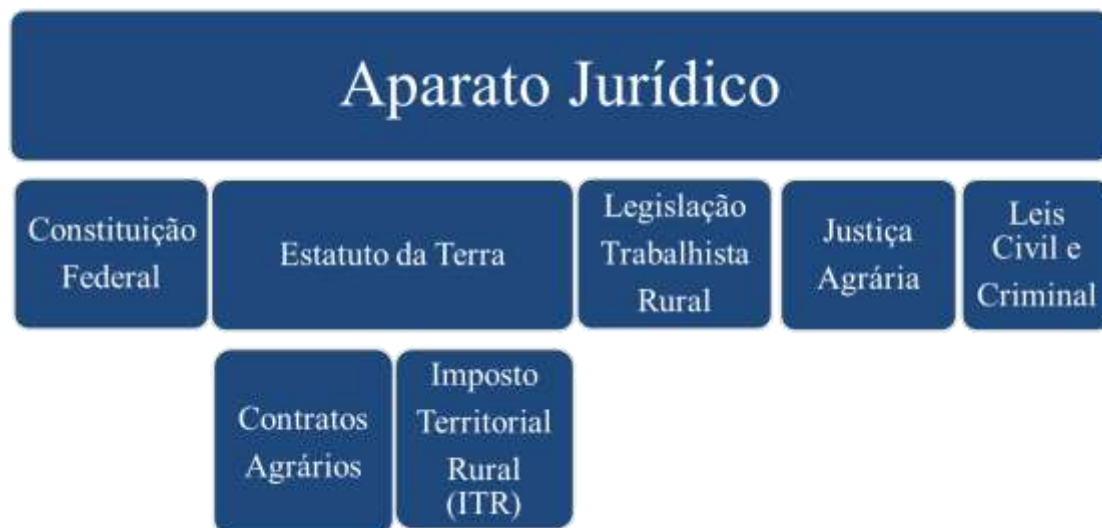 Aparato Jurídico
Constituição
Federal
Estatuto da Terra
Legislação
Trabalhista
Rural
Justiça
Agrária
Leis
Civil e
Criminal
Contratos
Agrários
Imposto
Territorial
Rural
(ITR)